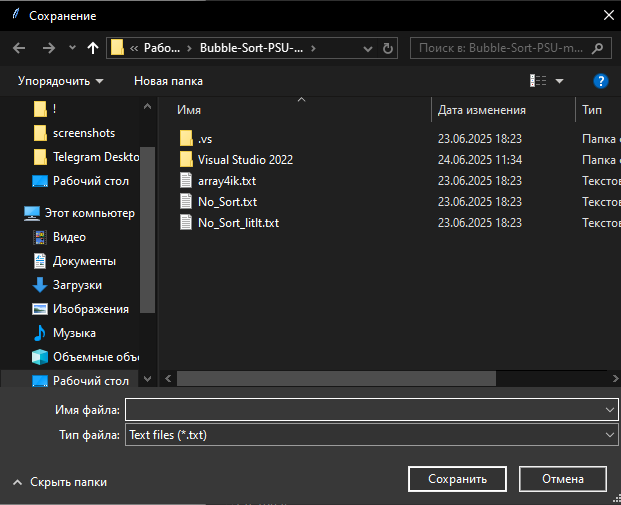 Сохранение
« Рабо... › Bubble-Sort-PSU-... ›
Поиск в: Bubble-Sort-PSU-m...
Упорядочить
Новая папка
?
!
screenshots
Telegram Deskto
Рабочий стол
Этот компьютер
Видео
Документы
Загрузки
Изображения
Музыка
Объемные объ
Рабочий стол
Имя Дата изменения Тип
.vs 23.06.2025 18:23 Папка с
Visual Studio 2022 24.06.2025 11:34 Папка с
array4ik.txt 23.06.2025 18:23 Текстов
No_Sort.txt 23.06.2025 18:23 Текстов
No_Sort_litlt.txt 23.06.2025 18:23 Текстов
Имя файла:
Тип файла: Text files (*.txt)
Скрыть папки
Сохранить
Отмена